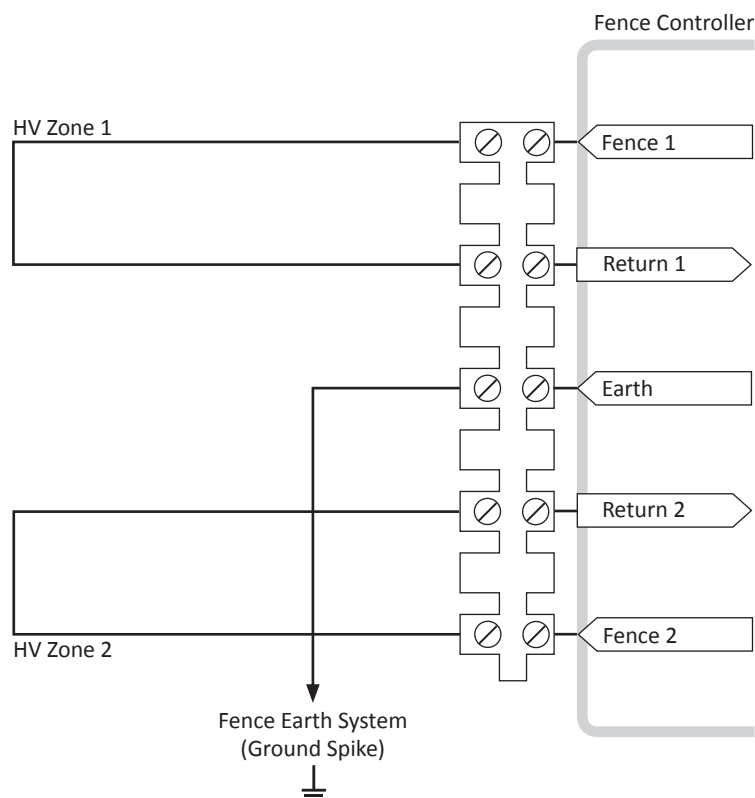 Fence Controller
HV Zone 1
Fence 1
Return 1
Earth
Return 2
Fence 2
HV Zone 2
Fence Earth System
(Ground Spike)